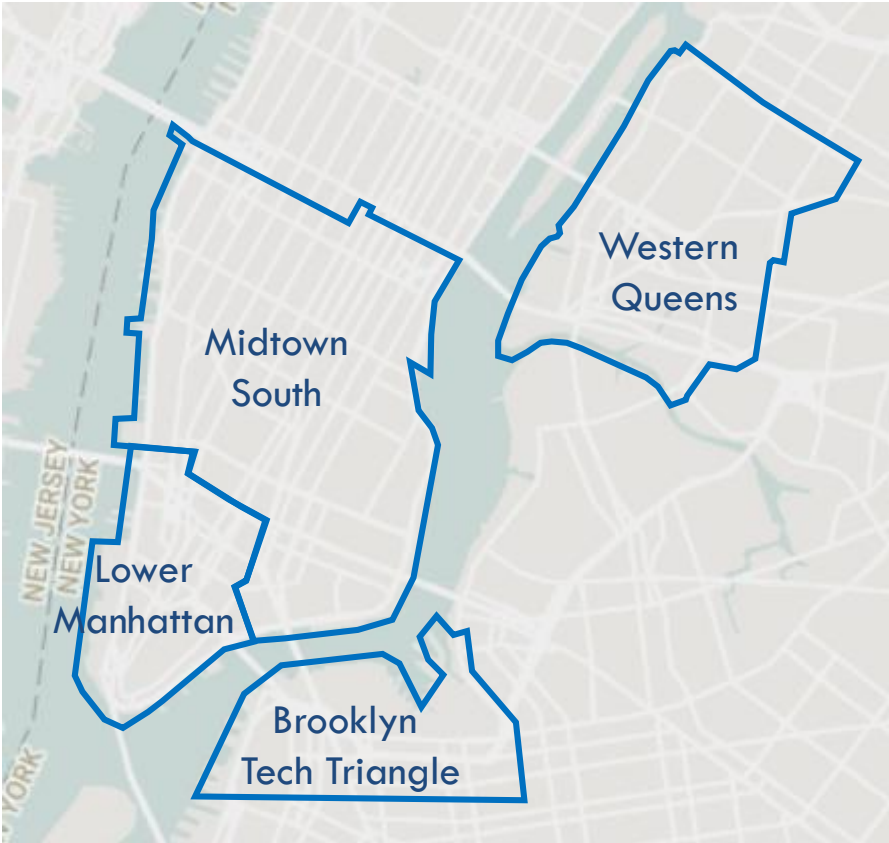 Western
Queens
Midtown
South
NEW JERSEY
NEW YORK
Lower
Manhattan
Brooklyn
Tech Triangle
YORK